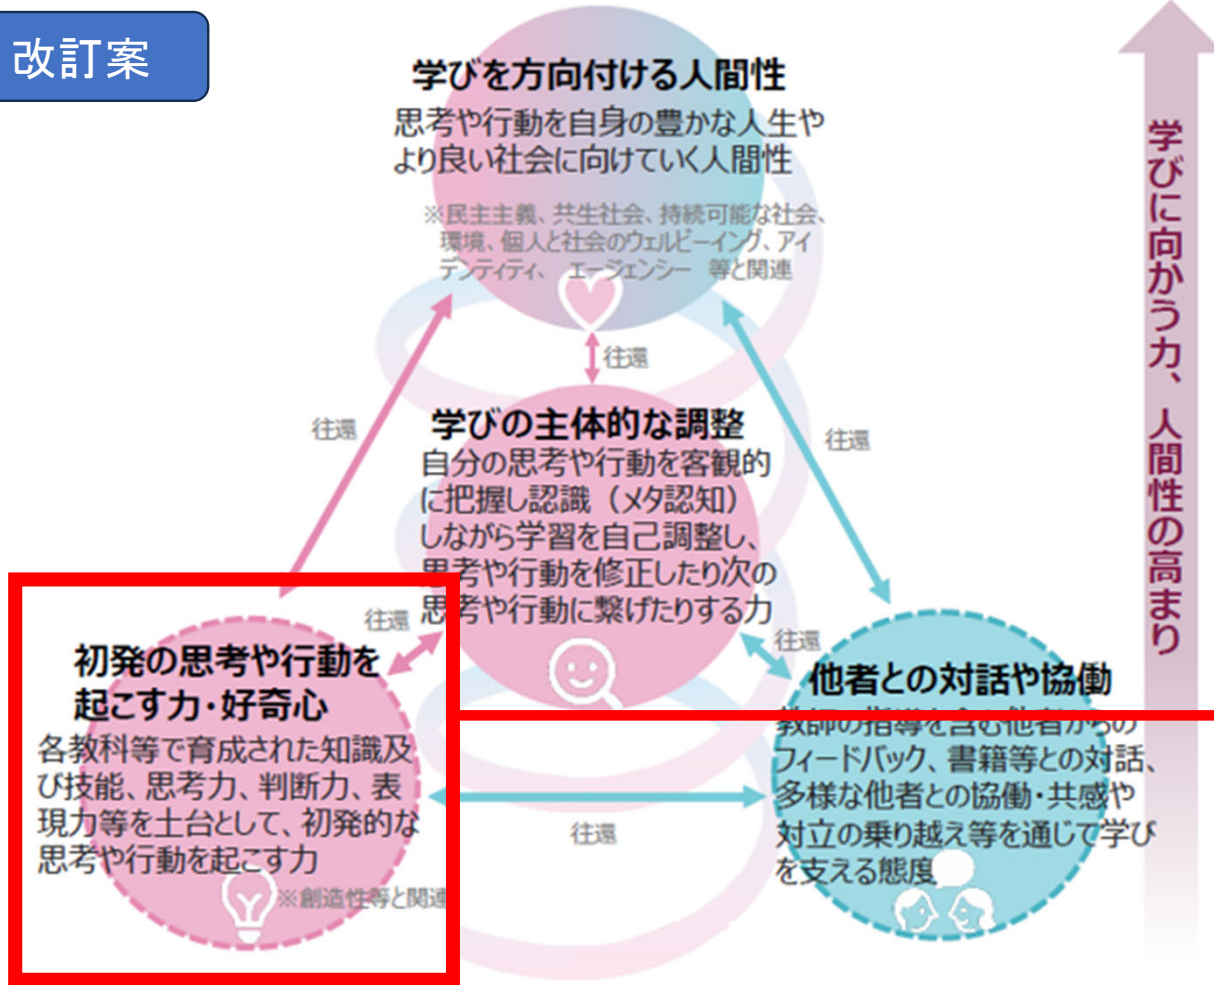 改訂案
学びを方向付ける人間性
思考や行動を自身の豊かな人生や
より良い社会に向けていく人間性
※民主主義、共生社会、持続可能な社会、
環境、個人と社会のウェルビーイング、アイ
デンティティ、 エージェンシー 等と関連
往還
往還
往還
学びの主体的な調整
自分の思考や行動を客観的
に把握し認識（メタ認知）
しながら学習を自己調整し、
思考や行動を修正したり次の
思考や行動に繋げたりする力
往還
往還
初発の思考や行動を
起こす力・好奇心
各教科等で育成された知識及
び技能、思考力、判断力、表
現力等を土台として、初発的な
思考や行動を起こす力
※創造性等と関連
往還
他者との対話や協働
教師の指導を含む他者からの
フィードバック、書籍等との対話、
多様な他者との協働・共感や
対立の乗り越え等を通じて学び
を支える態度
学びに向かう力、人間性の高まり